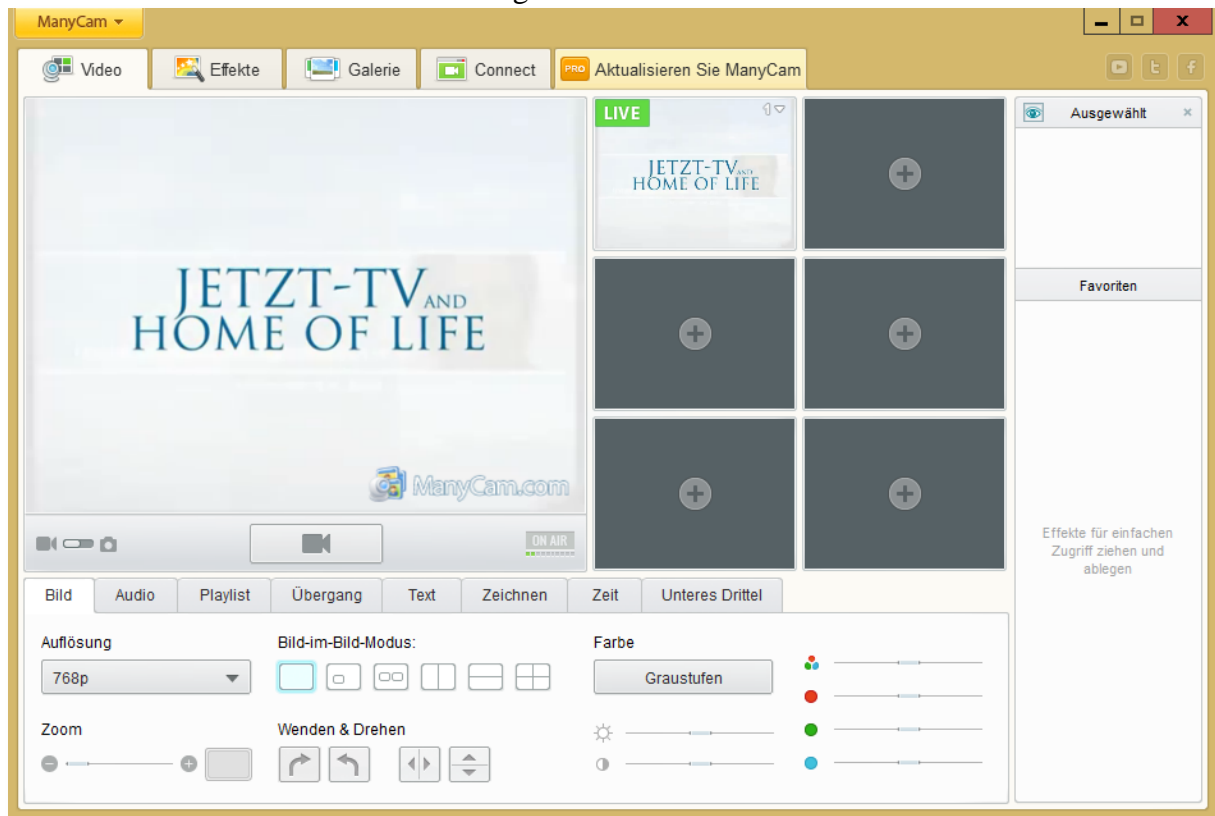 ManyCam
Video
Effekte
Galerie
Connect
PRO Aktualisieren Sie ManyCam
JETZT-TV AND
HOME OF LIFE
ManyCam.com
ON AIR
LIVE
JETZT-TV AND
HOME OF LIFE
Ausgewählt
Favoriten
Effekte für einfachen
Zugriff ziehen und
ablegen
Bild
Audio
Playlist
Übergang
Text
Zeichnen
Zeit
Unteres Drittel
Auflösung
768p
Zoom
Bild-im-Bild-Modus:
Wenden & Drehen
Farbe
Graustufen